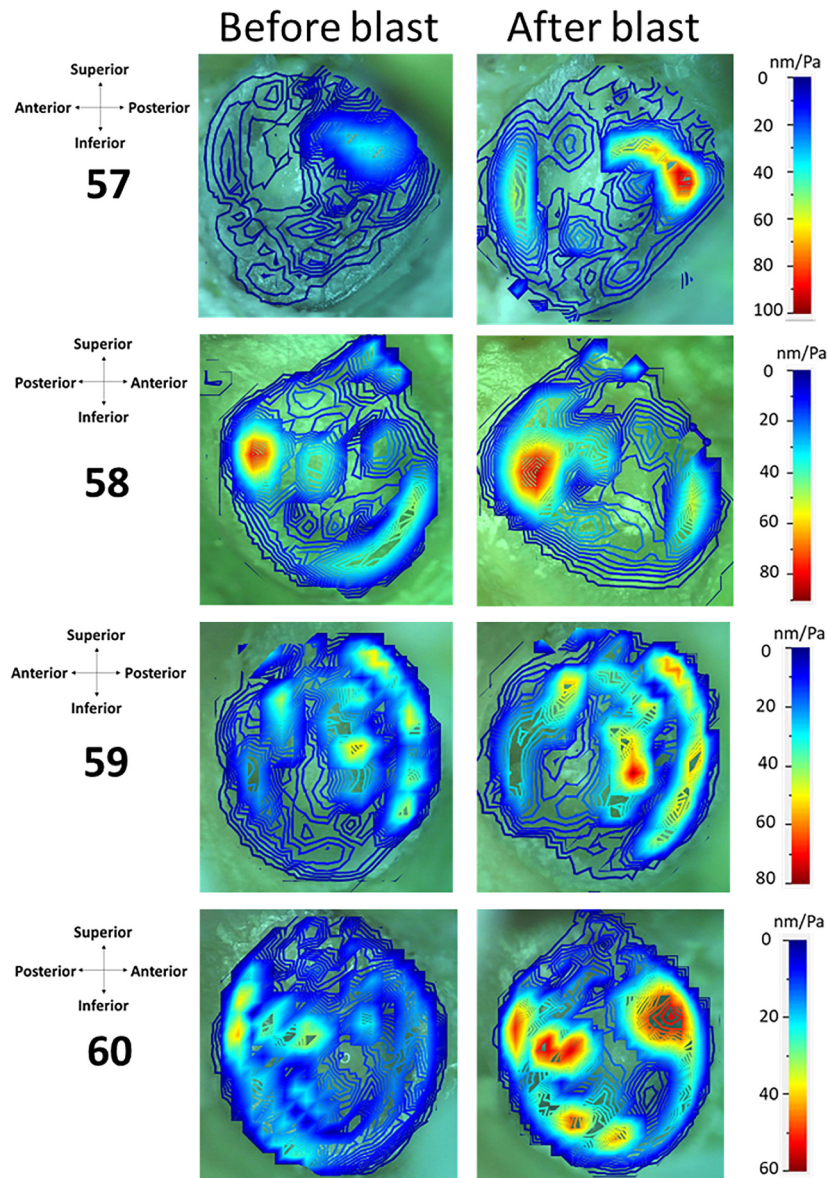 Before blast After blast
Superior
Anterior Posterior
Inferior
57
nm/Pa
0
20
40
60
80
100
Superior
Posterior Anterior
Inferior
58
nm/Pa
0
20
40
60
80
Superior
Anterior Posterior
Inferior
59
nm/Pa
0
20
40
60
80
Superior
Posterior Anterior
Inferior
60
nm/Pa
0
20
40
60